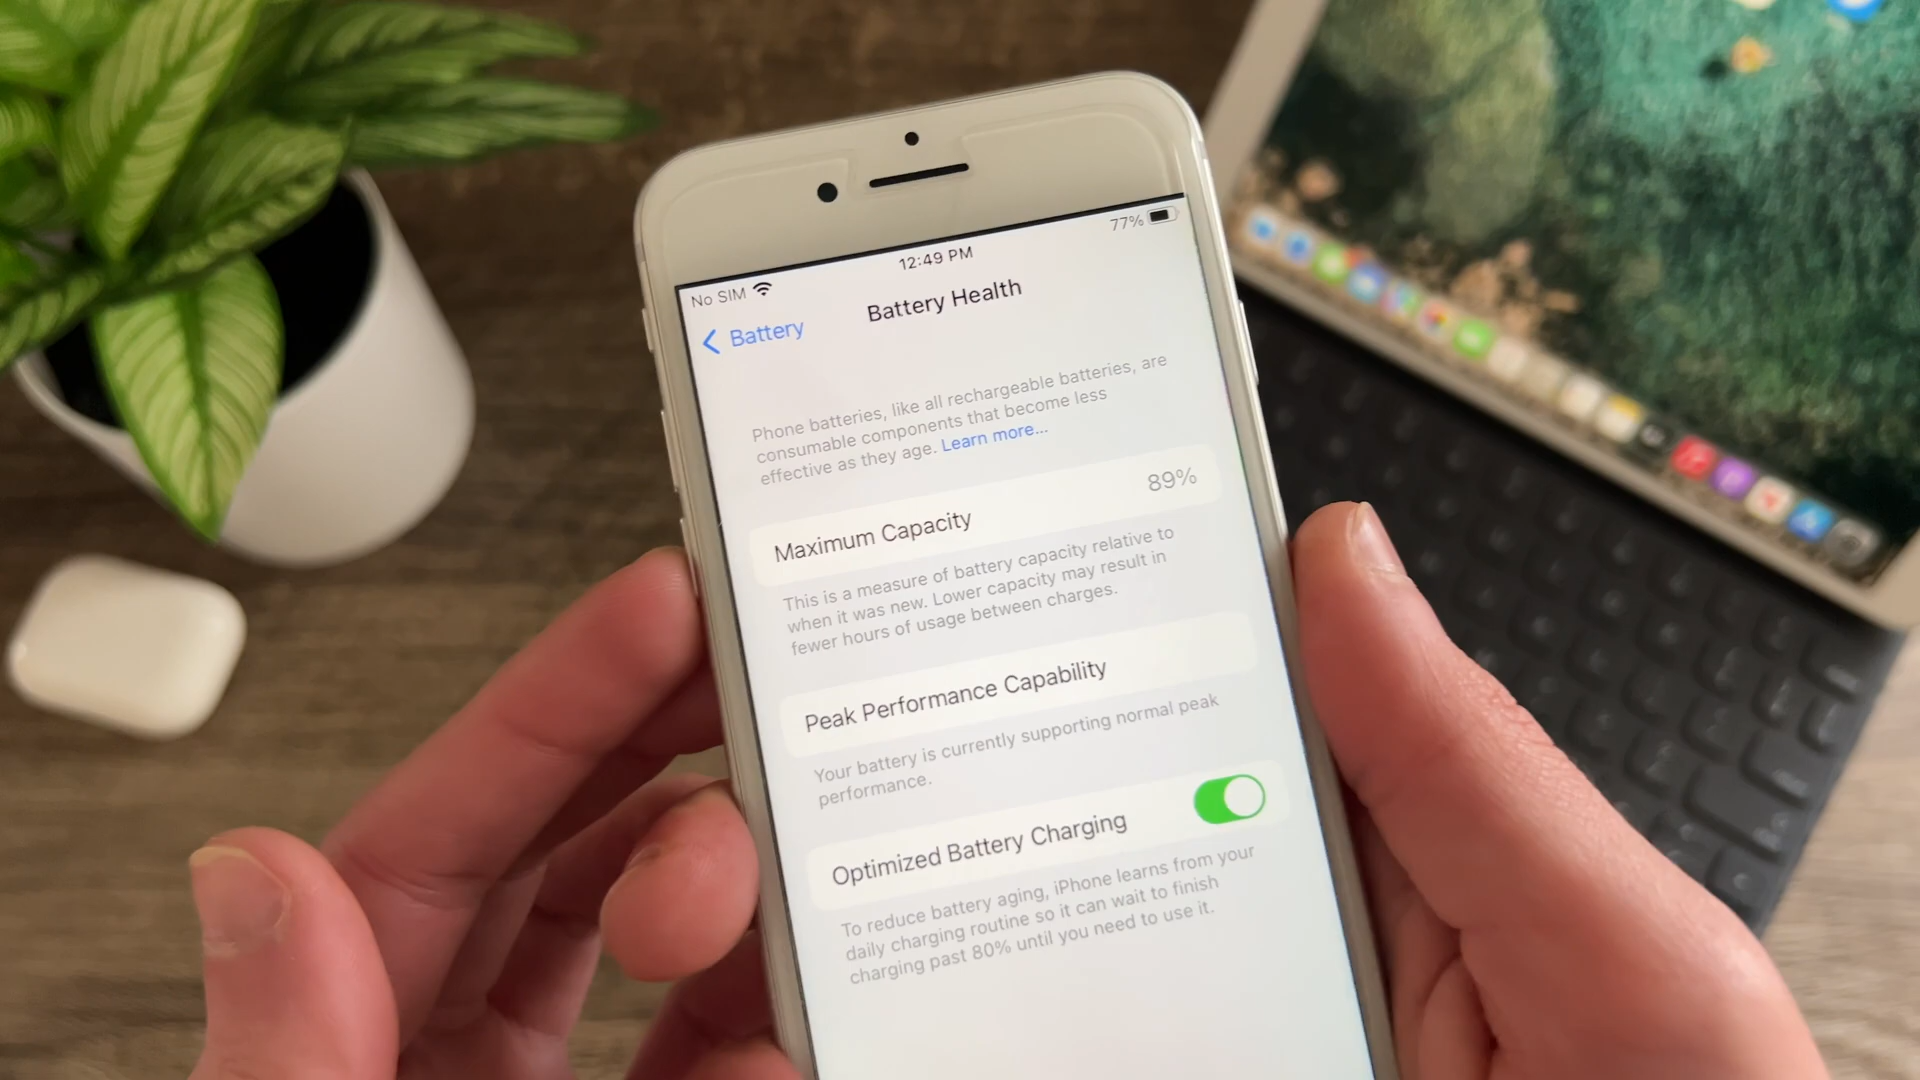 No SIM 12:49 PM 77%
Battery Battery Health
Phone batteries, like all rechargeable batteries, are
consumable components that become less
effective as they age. Learn more...
Maximum Capacity 89%
This is a measure of battery capacity relative to
when it was new. Lower capacity may result in
fewer hours of usage between charges.
Peak Performance Capability
Your battery is currently supporting normal peak
performance.
Optimized Battery Charging
To reduce battery aging, iPhone learns from your
daily charging routine so it can wait to finish
charging past 80% until you need to use it.